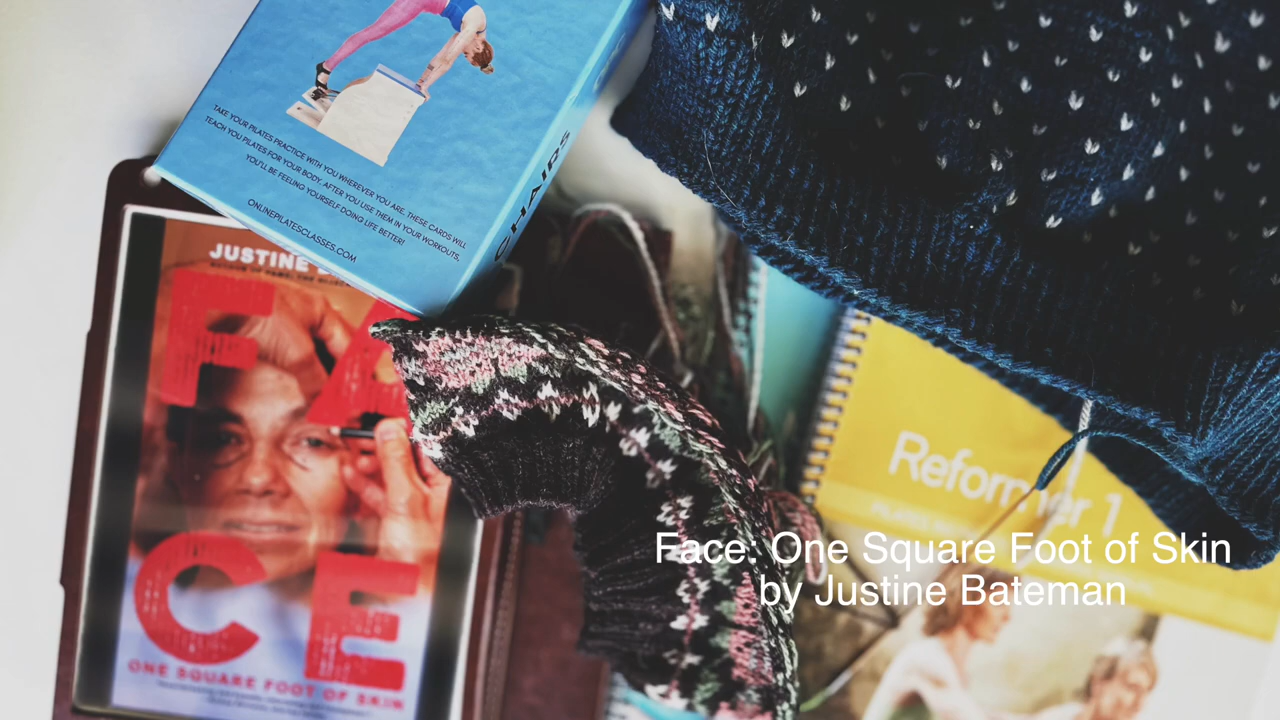 TAKE YOUR PILATES PRACTICE WITH YOU WHEREVER YOU ARE, THESE CARDS WILL
TEACH YOU PILATES FOR YOUR BODY. AFTER YOU USE THEM IN YOUR WORKOUTS,
YOU'LL BE FEELING YOURSELF DOING LIFE BETTER!
ONLINEPILATESCLASSES.COM
CHAIRS
JUSTINE
FA
CE
ONE SQUARE FOOT OF SKIN
Reformer 1
Face: One Square Foot of Skin
by Justine Bateman